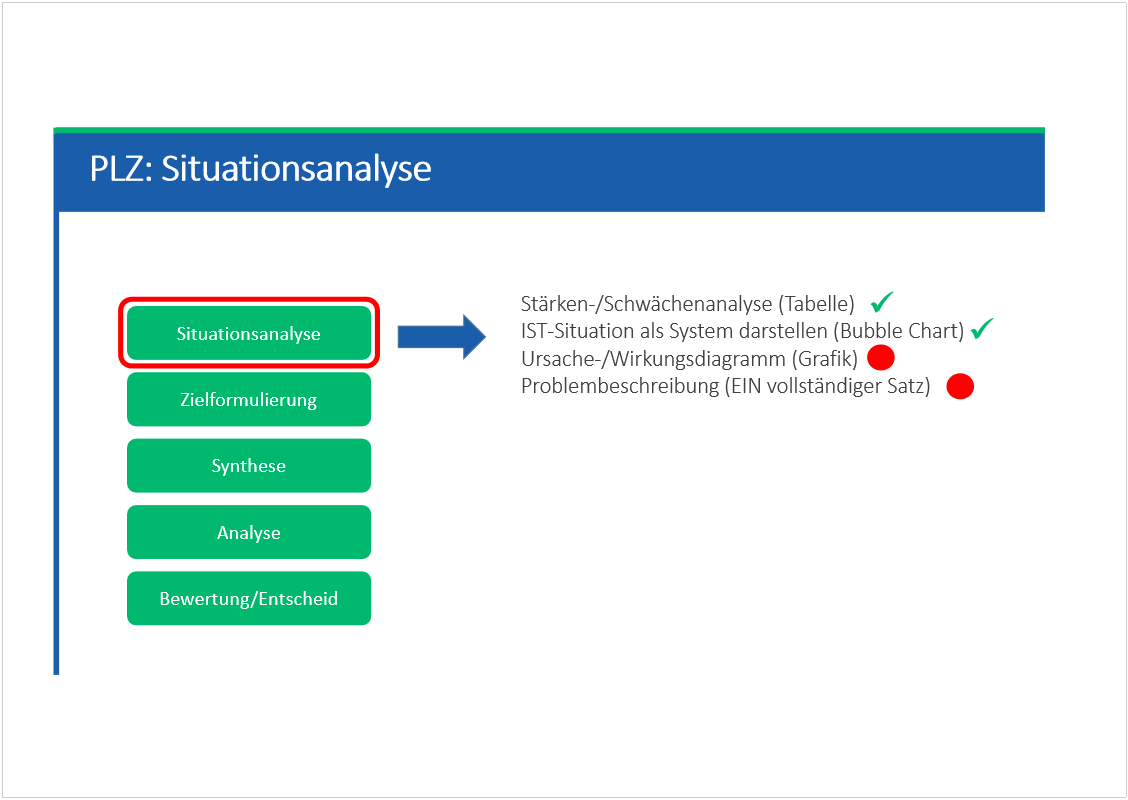 PLZ: Situationsanalyse
Situationsanalyse
Zielformulierung
Synthese
Analyse
Bewertung/Entscheid
Stärken-/Schwächenanalyse (Tabelle)
IST-Situation als System darstellen (Bubble Chart)
Ursache-/Wirkungsdiagramm (Grafik)
Problembeschreibung (EIN vollständiger Satz)